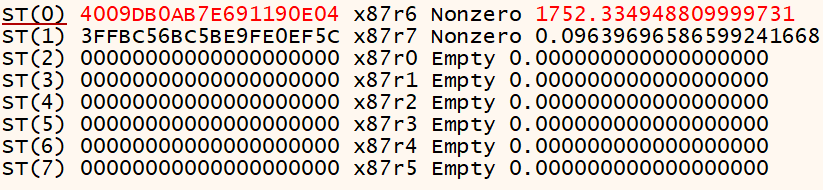 ST(0) 4009DB0AB7E691190E04 x87r6 Nonzero 1752.334948809999731
ST(1) 3FFBC56BC5BE9FE0EF5C x87r7 Nonzero 0.09639696586599241668
ST(2) 00000000000000000000 x87r0 Empty 0.000000000000000000
ST(3) 00000000000000000000 x87r1 Empty 0.000000000000000000
ST(4) 00000000000000000000 x87r2 Empty 0.000000000000000000
ST(5) 00000000000000000000 x87r3 Empty 0.000000000000000000
ST(6) 00000000000000000000 x87r4 Empty 0.000000000000000000
ST(7) 00000000000000000000 x87r5 Empty 0.000000000000000000